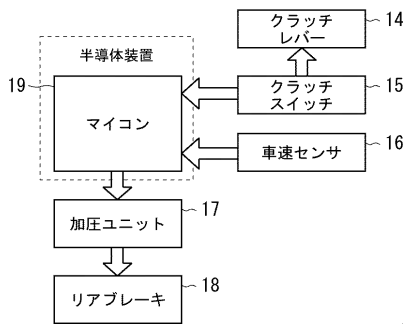 クラッチ
レバー
14
半導体装置
19
マイコン
クラッチ
スイッチ
15
車速センサ
16
加圧ユニット
17
リアブレーキ
18